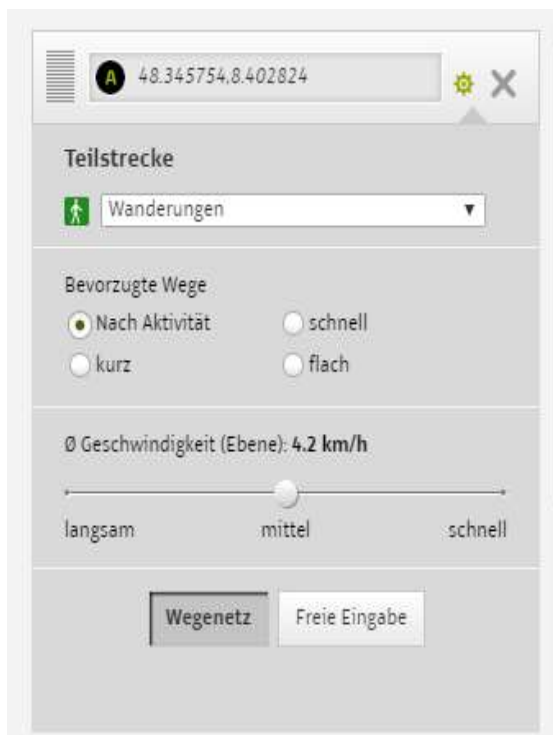 A 48.345754,8.402824
Teilstrecke
Wanderungen
Bevorzugte Wege
Nach Aktivität schnell
kurz flach
Ø Geschwindigkeit (Ebene): 4.2 km/h
langsam mittel schnell
Wegenetz Freie Eingabe